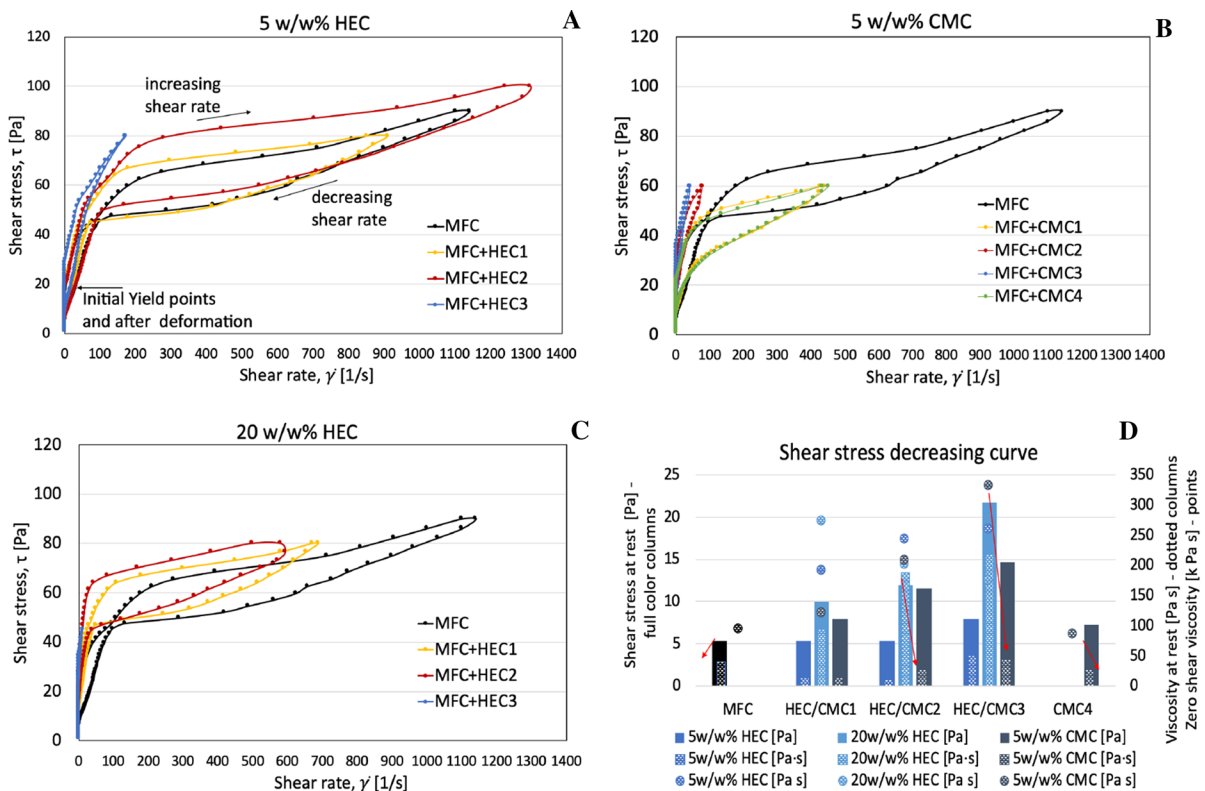 5 w/w% HEC
A
120
100
80
60
40
20
0
Shear stress, τ [Pa]
increasing
shear rate
decreasing
shear rate
MFC
MFC+HEC1
MFC+HEC2
MFC+HEC3
Initial Yield points
and after deformation
0 100 200 300 400 500 600 700 800 900 1000 1100 1200 1300 1400
Shear rate, γ̇ [1/s]
5 w/w% CMC
B
120
100
80
60
40
20
0
Shear stress, τ [Pa]
MFC
MFC+CMC1
MFC+CMC2
MFC+CMC3
MFC+CMC4
0 100 200 300 400 500 600 700 800 900 1000 1100 1200 1300 1400
Shear rate, γ̇ [1/s]
20 w/w% HEC
C
120
100
80
60
40
20
0
Shear stress, τ [Pa]
MFC
MFC+HEC1
MFC+HEC2
MFC+HEC3
0 100 200 300 400 500 600 700 800 900 1000 1100 1200 1300 1400
Shear rate, γ̇ [1/s]
D
Shear stress decreasing curve
25
20
15
10
5
0
Shear stress at rest [Pa] –
full color columns
350
300
250
200
150
100
50
0
Viscosity at rest [Pa s] – dotted columns
Zero shear viscosity [k Pa s] - points
MFC HEC/CMC1 HEC/CMC2 HEC/CMC3 CMC4
5w/w% HEC [Pa] 20w/w% HEC [Pa] 5w/w% CMC [Pa]
5w/w% HEC [Pa·s] 20w/w% HEC [Pa·s] 5w/w% CMC [Pa·s]
5w/w% HEC [Pa s] 20w/w% HEC [Pa s] 5w/w% CMC [Pa s]